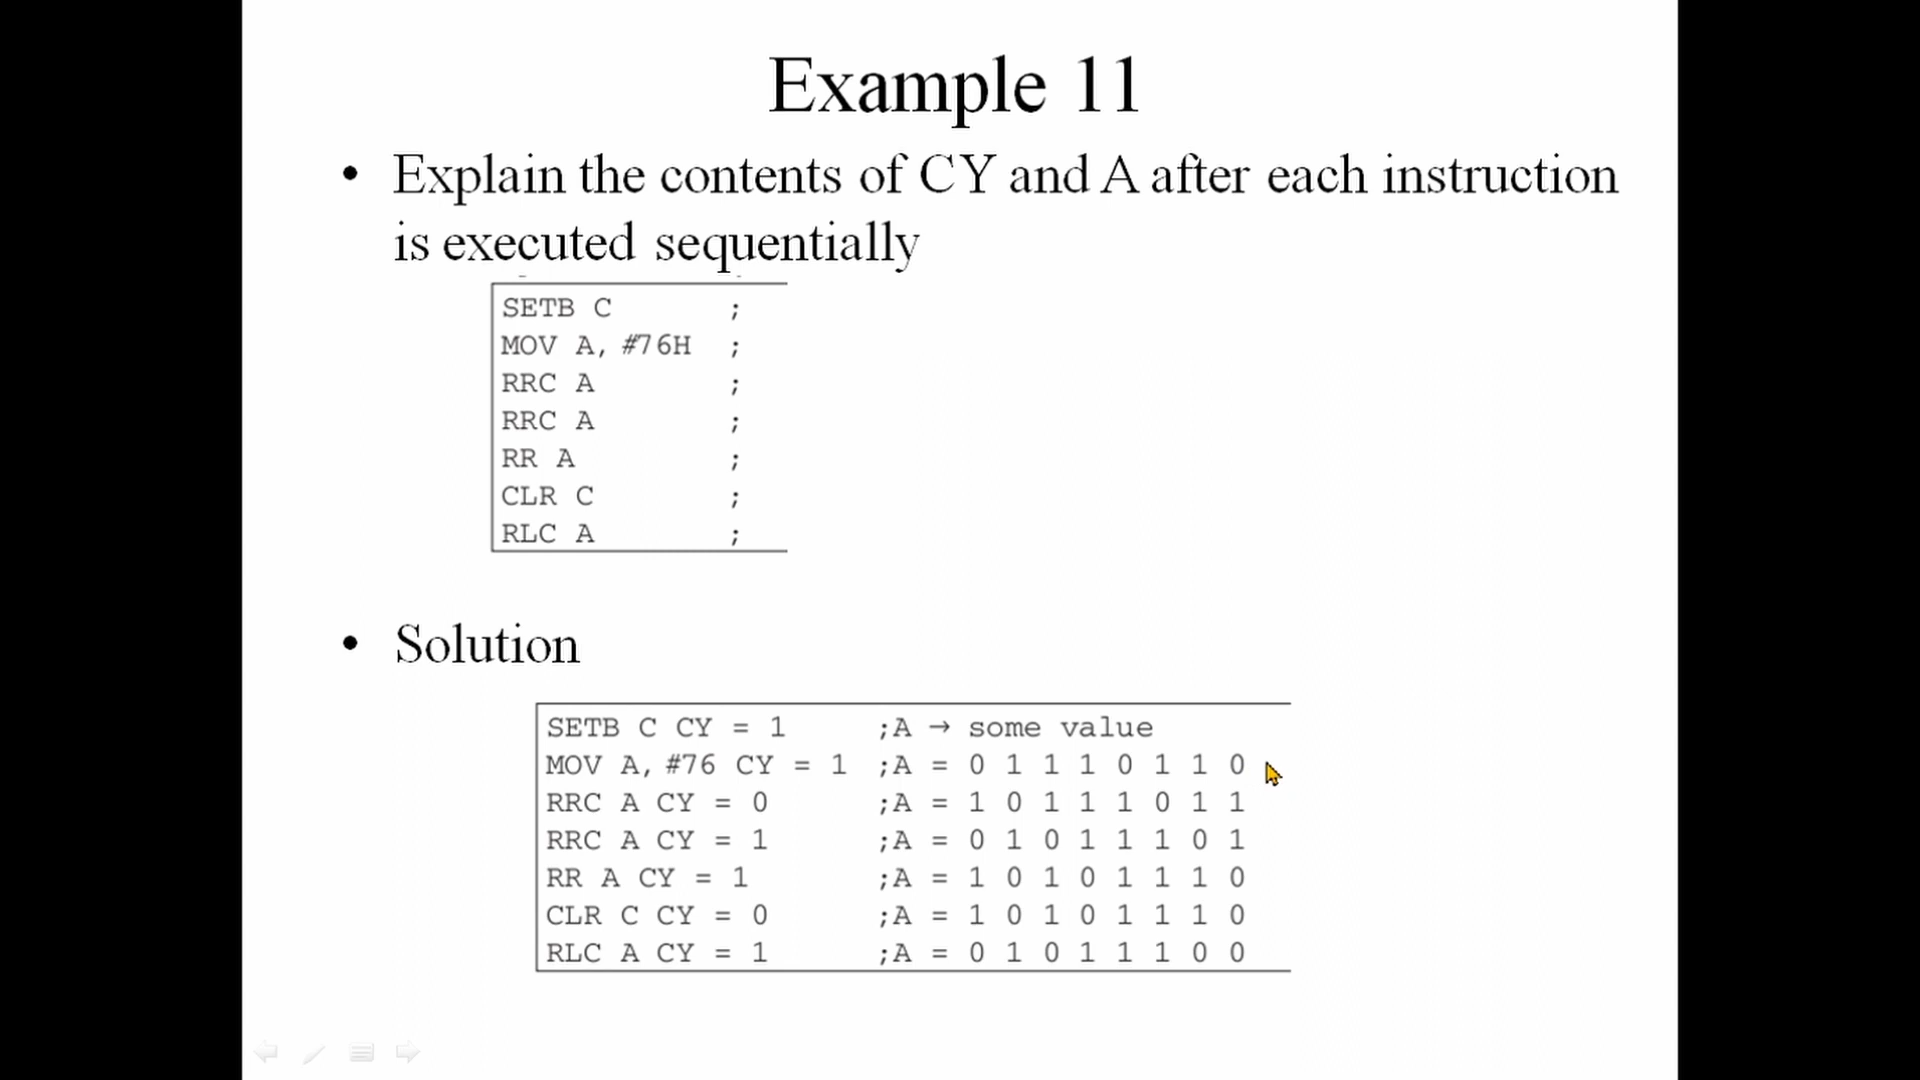 Example 11
• Explain the contents of CY and A after each instruction
is executed sequentially
SETB C ;
MOV A, #76H ;
RRC A ;
RRC A ;
RR A ;
CLR C ;
RLC A ;
• Solution
SETB C CY = 1 ;A → some value
MOV A, #76 CY = 1 ;A = 0 1 1 1 0 1 1 0
RRC A CY = 0 ;A = 1 0 1 1 1 0 1 1
RRC A CY = 1 ;A = 0 1 0 1 1 1 0 1
RR A CY = 1 ;A = 1 0 1 0 1 1 1 0
CLR C CY = 0 ;A = 1 0 1 0 1 1 1 0
RLC A CY = 1 ;A = 0 1 0 1 1 1 0 0